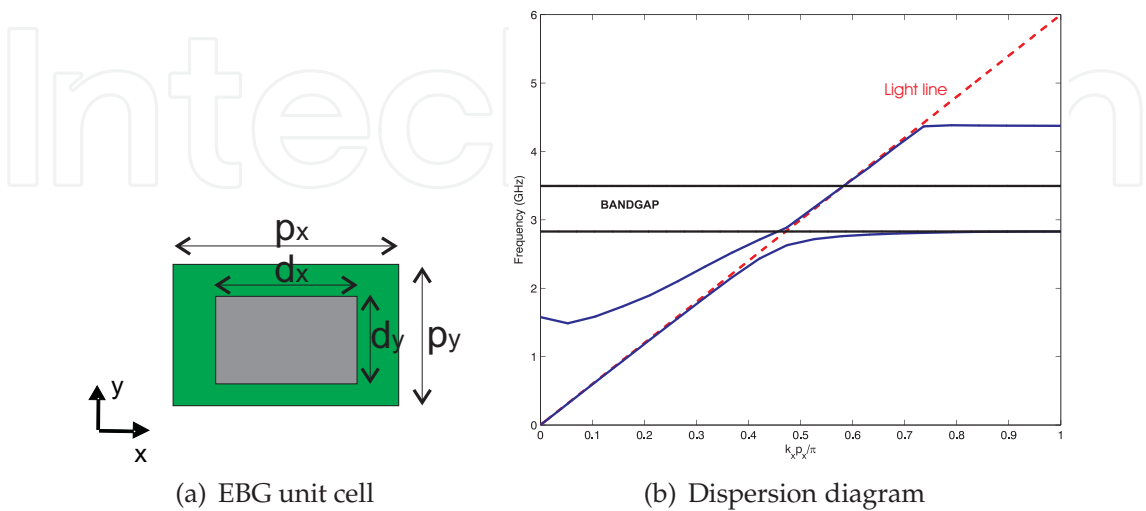 Intec
n
px
dx
dy
py
y
x
(a) EBG unit cell
6
5
4
3
2
1
0
Frequency (GHz)
Light line
BANDGAP
0 0.1 0.2 0.3 0.4 0.5 0.6 0.7 0.8 0.9 1
kxpx/π
(b) Dispersion diagram